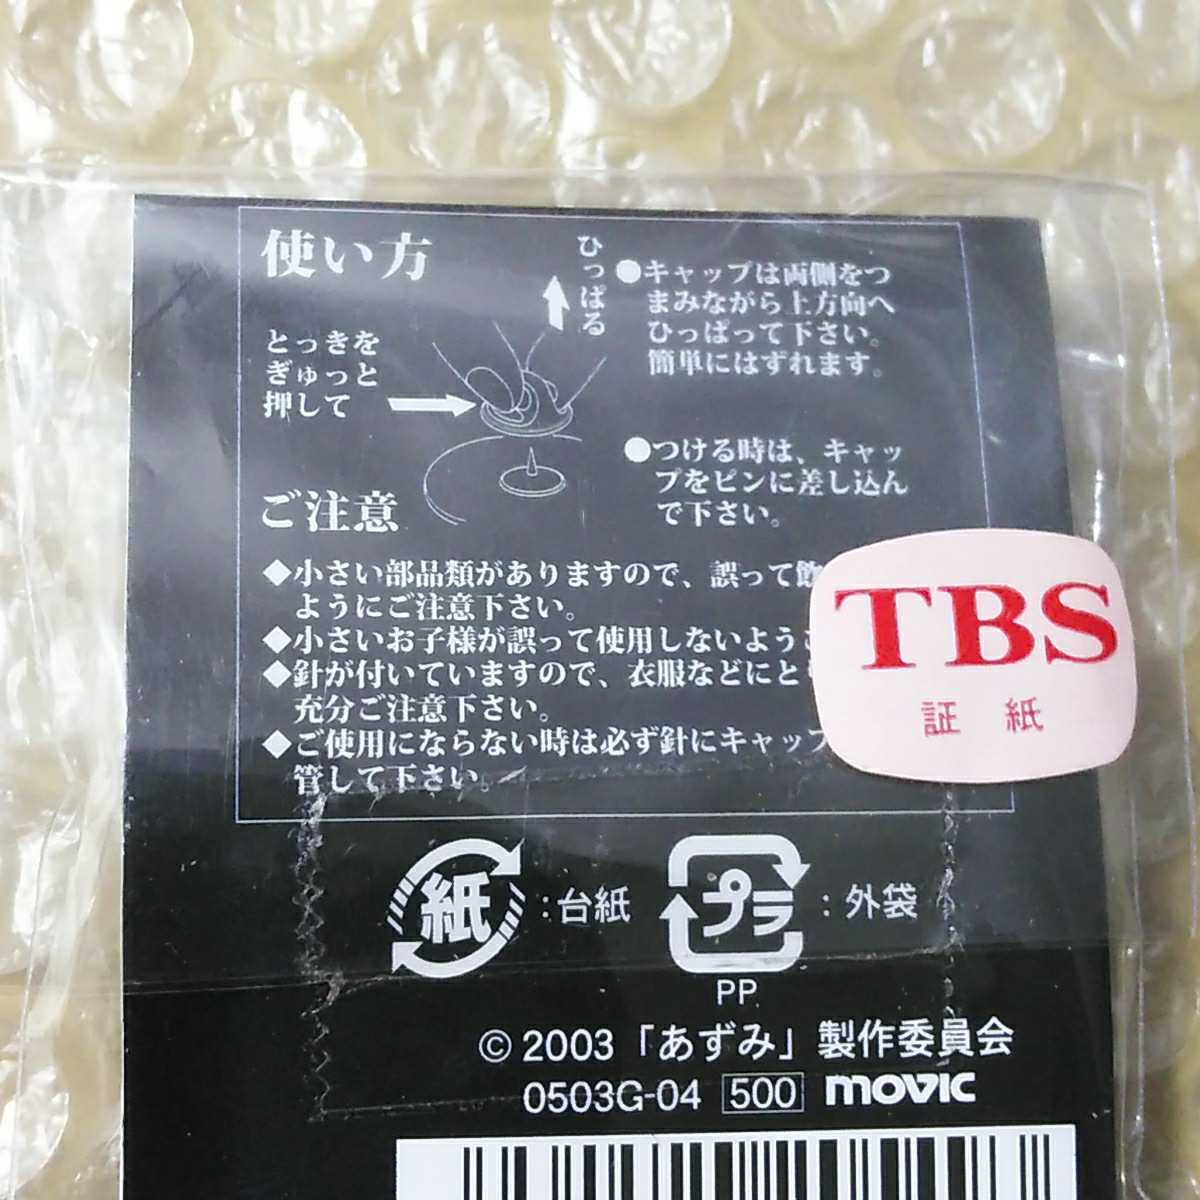 使い方
とっきを
ぎゅっと
押して
ひっぱる
●キャップは両側をつ
まみながら上方向へ
ひっぱって下さい。
簡単にはずれます。
●つける時は、キャッ
プをピンに差し込ん
で下さい。
ご注意
◆小さい部品類がありますので、誤って飲
ようにご注意下さい。
◆小さいお子様が誤って使用しないよう
◆針が付いていますので、衣服などにと
充分ご注意下さい。
◆ご使用にならない時は必ず針にキャップ
管して下さい。
TBS
証 紙
紙:台紙
プラ:外袋
PP
© 2003「あずみ」製作委員会
0503G-04 500 movic